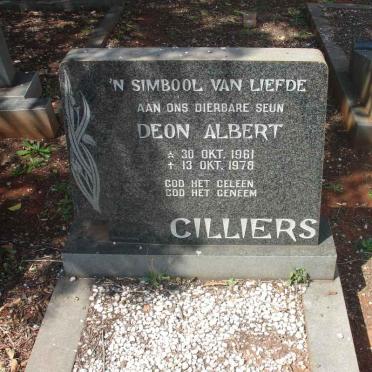 'N SIMBOOL VAN LIEFDE
AAN ONS DIERBARE SEUN
DEON ALBERT
* 30 OKT. 1961
+ 13 OKT. 1978
GOD HET GELEEN
GOD HET GENEEM
CILLIERS